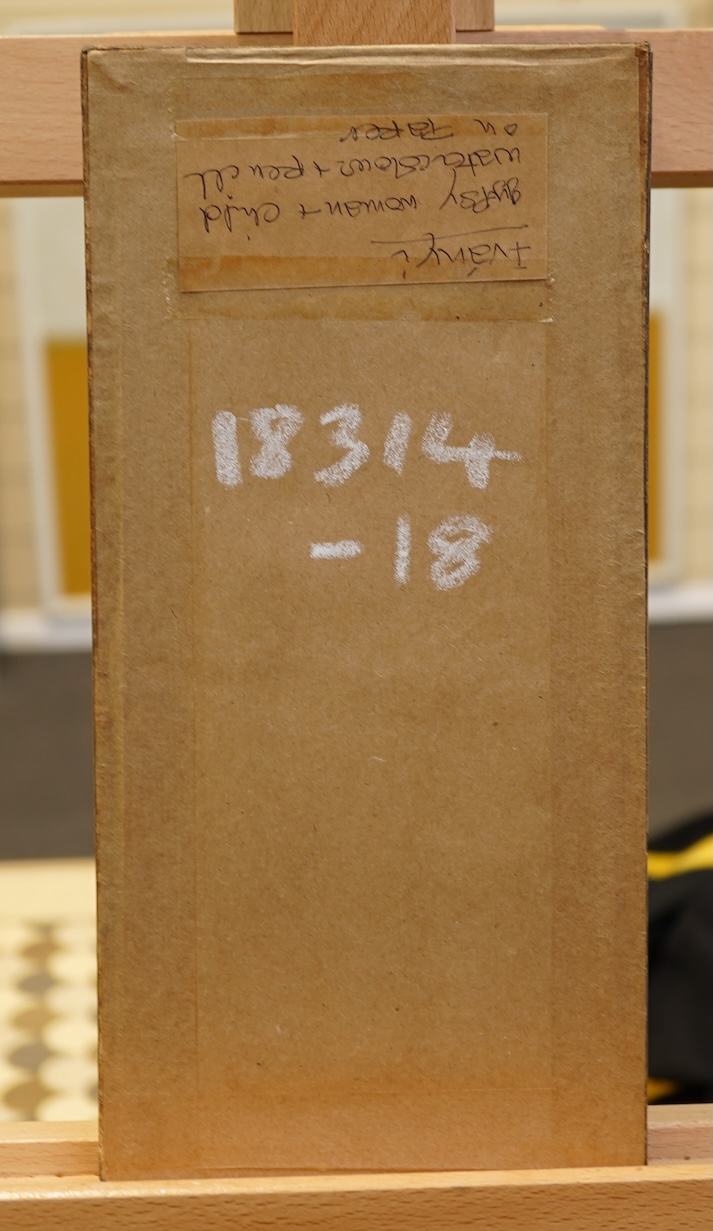 Iványi
gypsy woman + child
watercolour + pencil
on paper
18314
-18